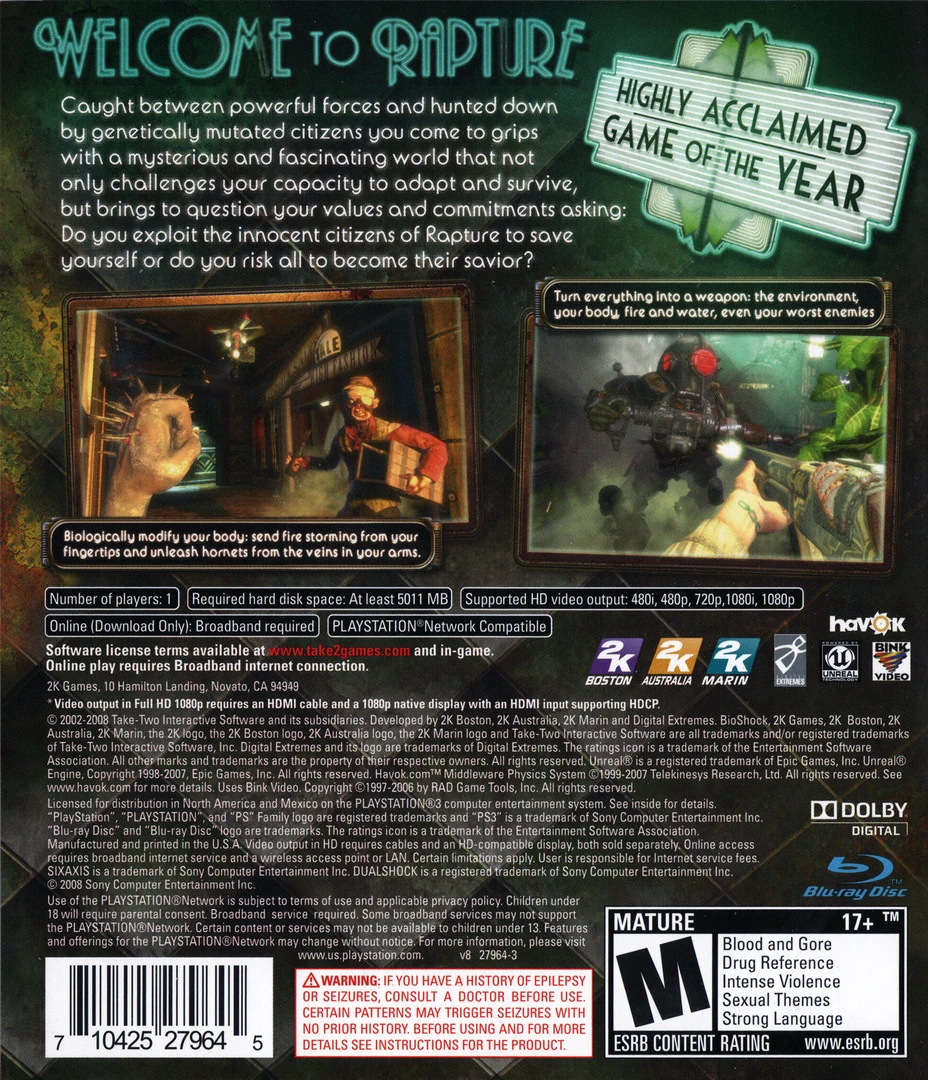 WELCOME TO RAPTURE
Caught between powerful forces and hunted down
by genetically mutated citizens you come to grips
with a mysterious and fascinating world that not
only challenges your capacity to adapt and survive,
but brings to question your values and commitments asking:
Do you exploit the innocent citizens of Rapture to save
yourself or do you risk all to become their savior?
HIGHLY ACCLAIMED
GAME OF THE YEAR
Turn everything into a weapon: the environment,
your body, fire and water, even your worst enemies
Biologically modify your body: send fire storming from your
fingertips and unleash hornets from the veins in your arms.
Number of players: 1
Required hard disk space: At least 5011 MB
Supported HD video output: 480i, 480p, 720p,1080i, 1080p
Online (Download Only): Broadband required
PLAYSTATION®Network Compatible
Software license terms available at www.take2games.com and in-game.
Online play requires Broadband internet connection.
havok
2K BOSTON
2K AUSTRALIA
2K MARIN
DIGITAL EXTREMES
POWERED BY UNREAL TECHNOLOGY
BINK VIDEO
2K Games, 10 Hamilton Landing, Novato, CA 94949
*Video output in Full HD 1080p requires an HDMI cable and a 1080p native display with an HDMI input supporting HDCP.
© 2002-2008 Take-Two Interactive Software and its subsidiaries. Developed by 2K Boston, 2K Australia, 2K Marin and Digital Extremes. BioShock, 2K Games, 2K Boston, 2K
Australia, 2K Marin, the 2K logo, the 2K Boston logo, 2K Australia logo, the 2K Marin logo and Take-Two Interactive Software are all trademarks and/or registered trademarks
of Take-Two Interactive Software, Inc. Digital Extremes and its logo are trademarks of Digital Extremes. The ratings icon is a trademark of the Entertainment Software
Association. All other marks and trademarks are the property of their respective owners. All rights reserved. Unreal® is a registered trademark of Epic Games, Inc. Unreal®
Engine, Copyright 1998-2007, Epic Games, Inc. All rights reserved. Havok.com™ Middleware Physics System ©1999-2007 Telekinesys Research, Ltd. All rights reserved. See
www.havok.com for more details. Uses Bink Video. Copyright ©1997-2006 by RAD Game Tools, Inc. All rights reserved.
Licensed for distribution in North America and Mexico on the PLAYSTATION®3 computer entertainment system. See inside for details.
"PlayStation", "PLAYSTATION", and "PS" Family logo are registered trademarks and "PS3" is a trademark of Sony Computer Entertainment Inc.
"Blu-ray Disc" and "Blu-ray Disc" logo are trademarks. The ratings icon is a trademark of the Entertainment Software Association.
Manufactured and printed in the U.S.A. Video output in HD requires cables and an HD-compatible display, both sold separately. Online access
requires broadband internet service and a wireless access point or LAN. Certain limitations apply. User is responsible for Internet service fees.
SIXAXIS is a trademark of Sony Computer Entertainment Inc. DUALSHOCK is a registered trademark of Sony Computer Entertainment Inc.
© 2008 Sony Computer Entertainment Inc.
Use of the PLAYSTATION®Network is subject to terms of use and applicable privacy policy. Children under
18 will require parental consent. Broadband service required. Some broadband services may not support
the PLAYSTATION®Network. Certain content or services may not be available to children under 13. Features
and offerings for the PLAYSTATION®Network may change without notice. For more information, please visit
www.us.playstation.com. v8 27964-3
DOLBY
DIGITAL
Blu-ray Disc™
MATURE 17+ ™
M
Blood and Gore
Drug Reference
Intense Violence
Sexual Themes
Strong Language
ESRB CONTENT RATING www.esrb.org
7 10425 27964 5
WARNING: IF YOU HAVE A HISTORY OF EPILEPSY
OR SEIZURES, CONSULT A DOCTOR BEFORE USE.
CERTAIN PATTERNS MAY TRIGGER SEIZURES WITH
NO PRIOR HISTORY. BEFORE USING AND FOR MORE
DETAILS SEE INSTRUCTIONS FOR THE PRODUCT.